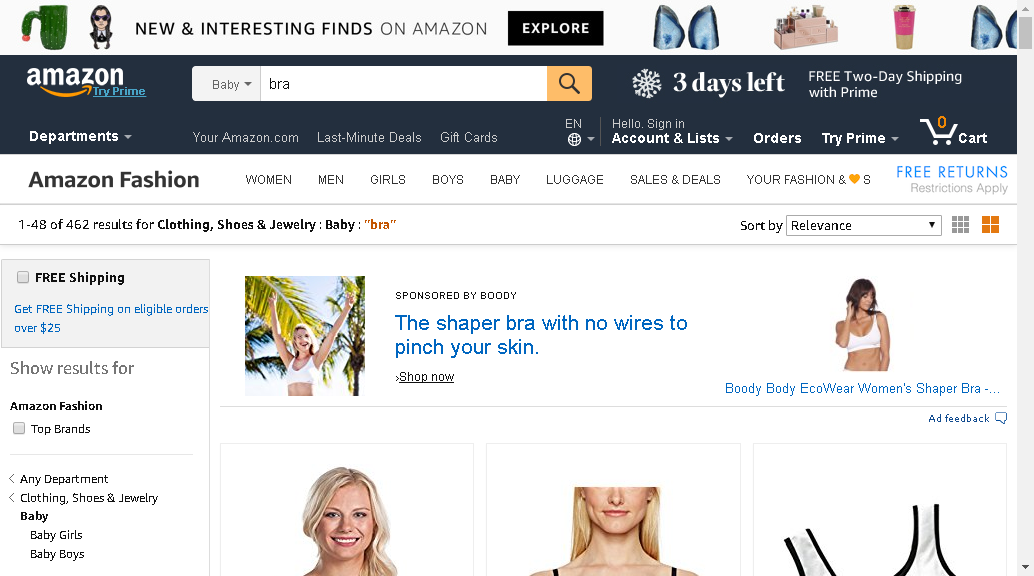 NEW & INTERESTING FINDS ON AMAZON EXPLORE
amazon
Try Prime
Baby bra
3 days left
FREE Two-Day Shipping
with Prime
Departments
Your Amazon.com Last-Minute Deals Gift Cards
EN
Hello. Sign in
Account & Lists
Orders
Try Prime
0
Cart
Amazon Fashion
WOMEN MEN GIRLS BOYS BABY LUGGAGE SALES & DEALS YOUR FASHION & S
FREE RETURNS
Restrictions Apply
1-48 of 462 results for Clothing, Shoes & Jewelry : Baby : "bra"
Sort by Relevance
FREE Shipping
Get FREE Shipping on eligible orders
over $25
Show results for
Amazon Fashion
Top Brands
Any Department
Clothing, Shoes & Jewelry
Baby
Baby Girls
Baby Boys
SPONSORED BY BOODY
The shaper bra with no wires to
pinch your skin.
›Shop now
Boody Body EcoWear Women's Shaper Bra -...
Ad feedback